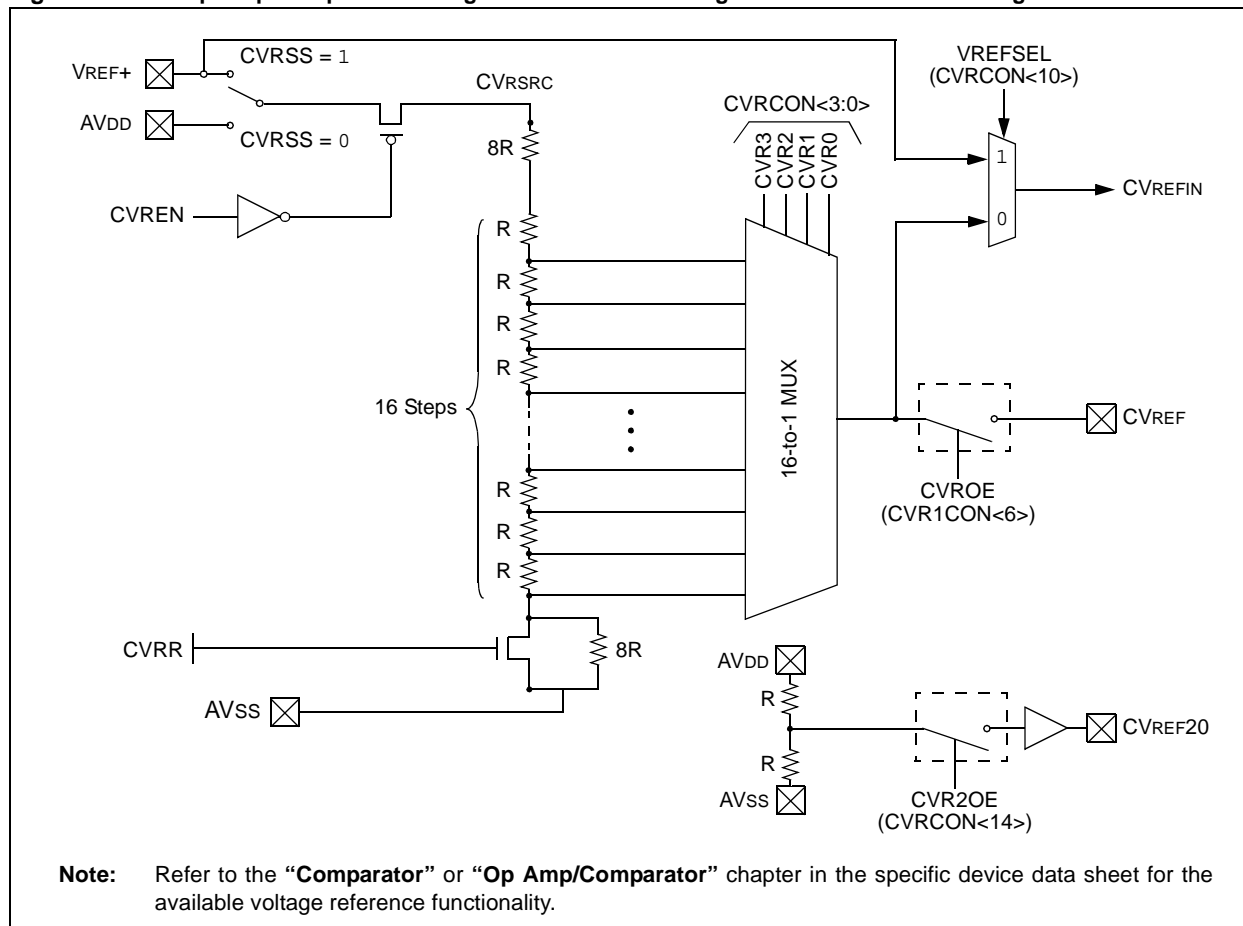 VREF+
CVRSS = 1
AVDD
CVRSS = 0
CVREN
CVRSRC
8R
R
R
R
R
16 Steps
R
R
R
CVRR
8R
AVSS
CVRCON<3:0>
CVR3
CVR2
CVR1
CVR0
16-to-1 MUX
VREFSEL
(CVRCON<10>)
1
0
CVREFIN
CVREF
CVROE
(CVR1CON<6>)
AVDD
R
R
AVSS
CVREF20
CVR2OE
(CVRCON<14>)
Note: Refer to the “Comparator” or “Op Amp/Comparator” chapter in the specific device data sheet for the
available voltage reference functionality.